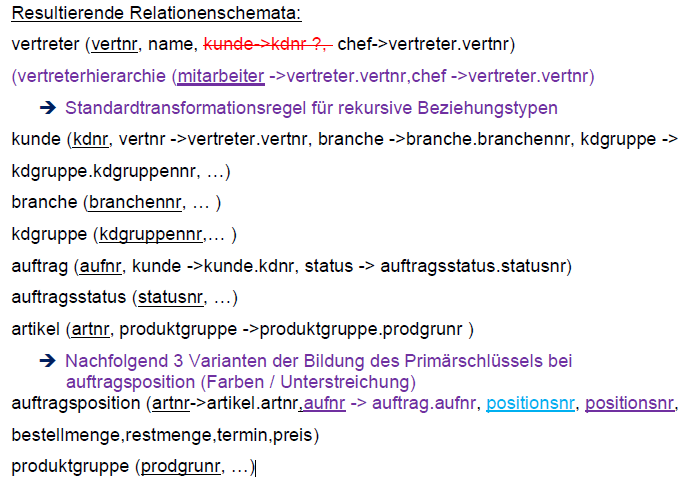 Resultierende Relationenschemata:
vertreter (vertnr, name, kunde->kdnr ?, chef->vertreter.vertnr)
(vertreterhierarchie (mitarbeiter ->vertreter.vertnr,chef ->vertreter.vertnr)
➔ Standardtransformationsregel für rekursive Beziehungstypen
kunde (kdnr, vertnr ->vertreter.vertnr, branche ->branche.branchennr, kdgruppe ->
kdgruppe.kdgruppennr, …)
branche (branchennr, … )
kdgruppe (kdgruppennr,… )
auftrag (aufnr, kunde ->kunde.kdnr, status -> auftragsstatus.statusnr)
auftragsstatus (statusnr, …)
artikel (artnr, produktgruppe ->produktgruppe.prodgrunr )
➔ Nachfolgend 3 Varianten der Bildung des Primärschlüssels bei
auftragsposition (Farben / Unterstreichung)
auftragsposition (artnr->artikel.artnr,aufnr -> auftrag.aufnr, positionsnr, positionsnr,
bestellmenge,restmenge,termin,preis)
produktgruppe (prodgrunr, …)